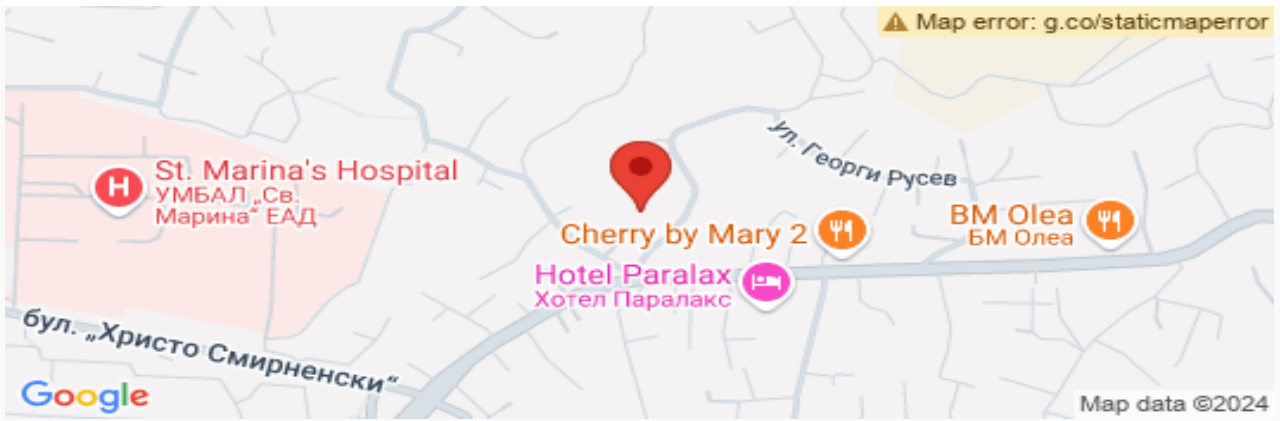 Map error: g.co/staticmaperror
ул. Георги Русев
St. Marina's Hospital
УМБАЛ „Св.
Марина“ ЕАД
H
Cherry by Mary 2
BM Olea
БМ Олеа
Hotel Paralax
Хотел Паралакс
бул. „Христо Смирненски“
Google
Map data ©2024